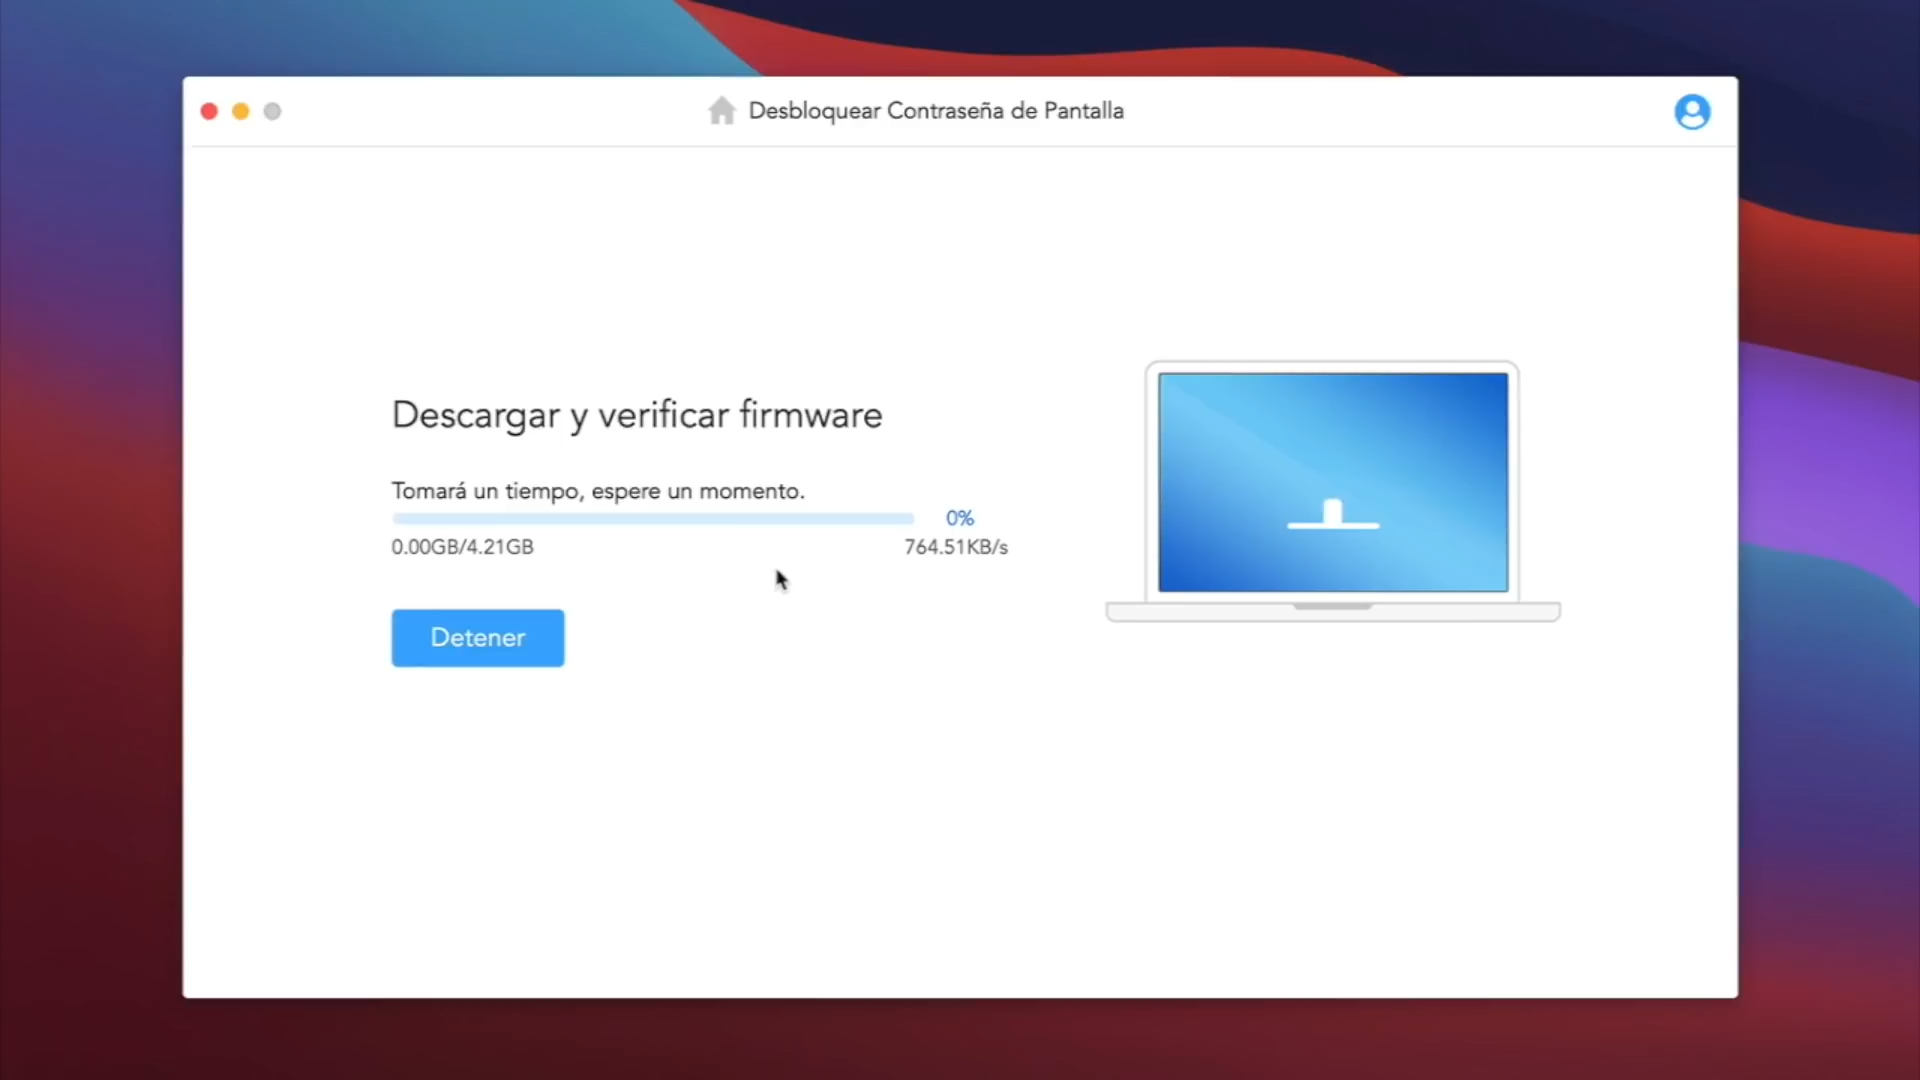 Desbloquear Contraseña de Pantalla
Descargar y verificar firmware
Tomará un tiempo, espere un momento.
0%
0.00GB/4.21GB
764.51KB/s
Detener